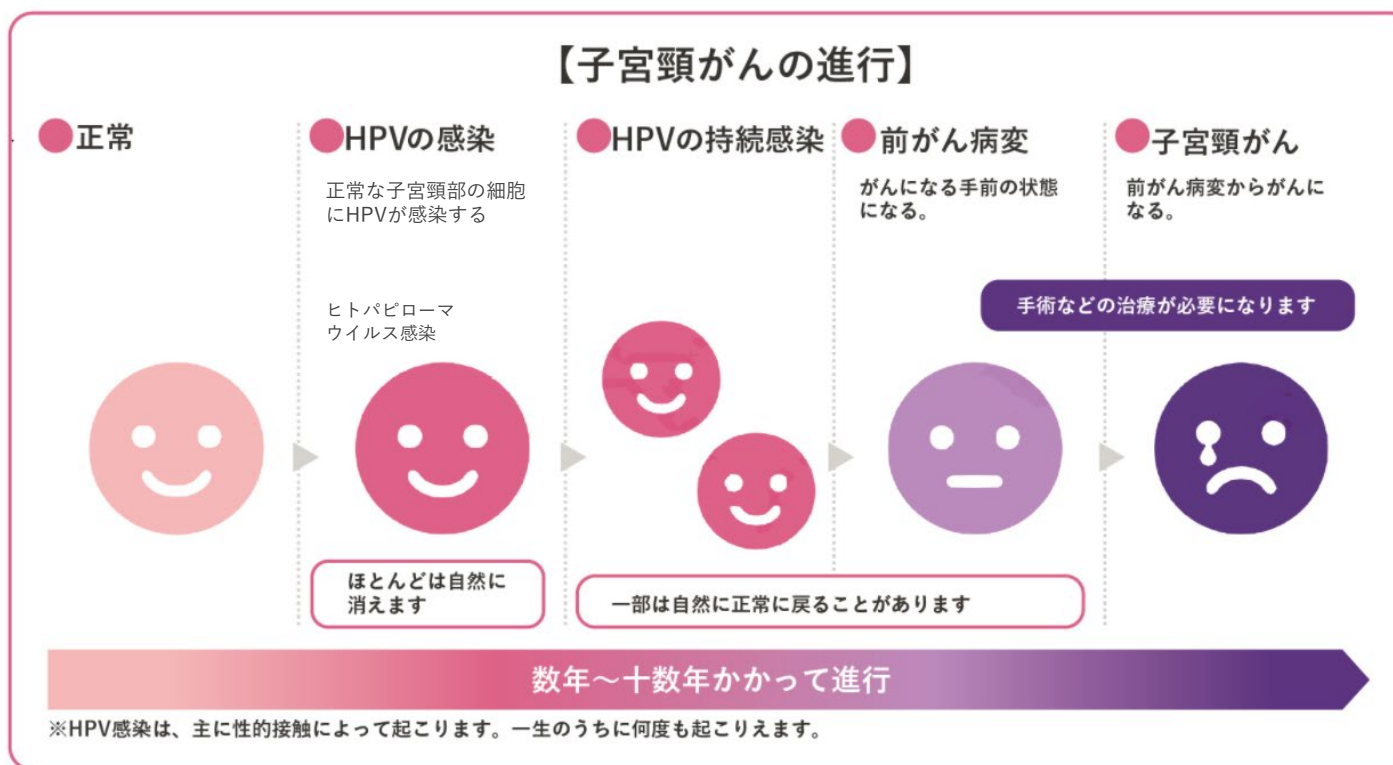 【子宮頸がんの進行】
正常
HPVの感染
正常な子宮頸部の細胞
にHPVが感染する
ヒトパピローマ
ウイルス感染
ほとんどは自然に
消えます
HPVの持続感染
前がん病変
がんになる手前の状態
になる。
一部は自然に正常に戻ることがあります
子宮頸がん
前がん病変からがんに
なる。
手術などの治療が必要になります
数年〜十数年かかって進行
※HPV感染は、主に性的接触によって起こります。一生のうちに何度も起こりえます。